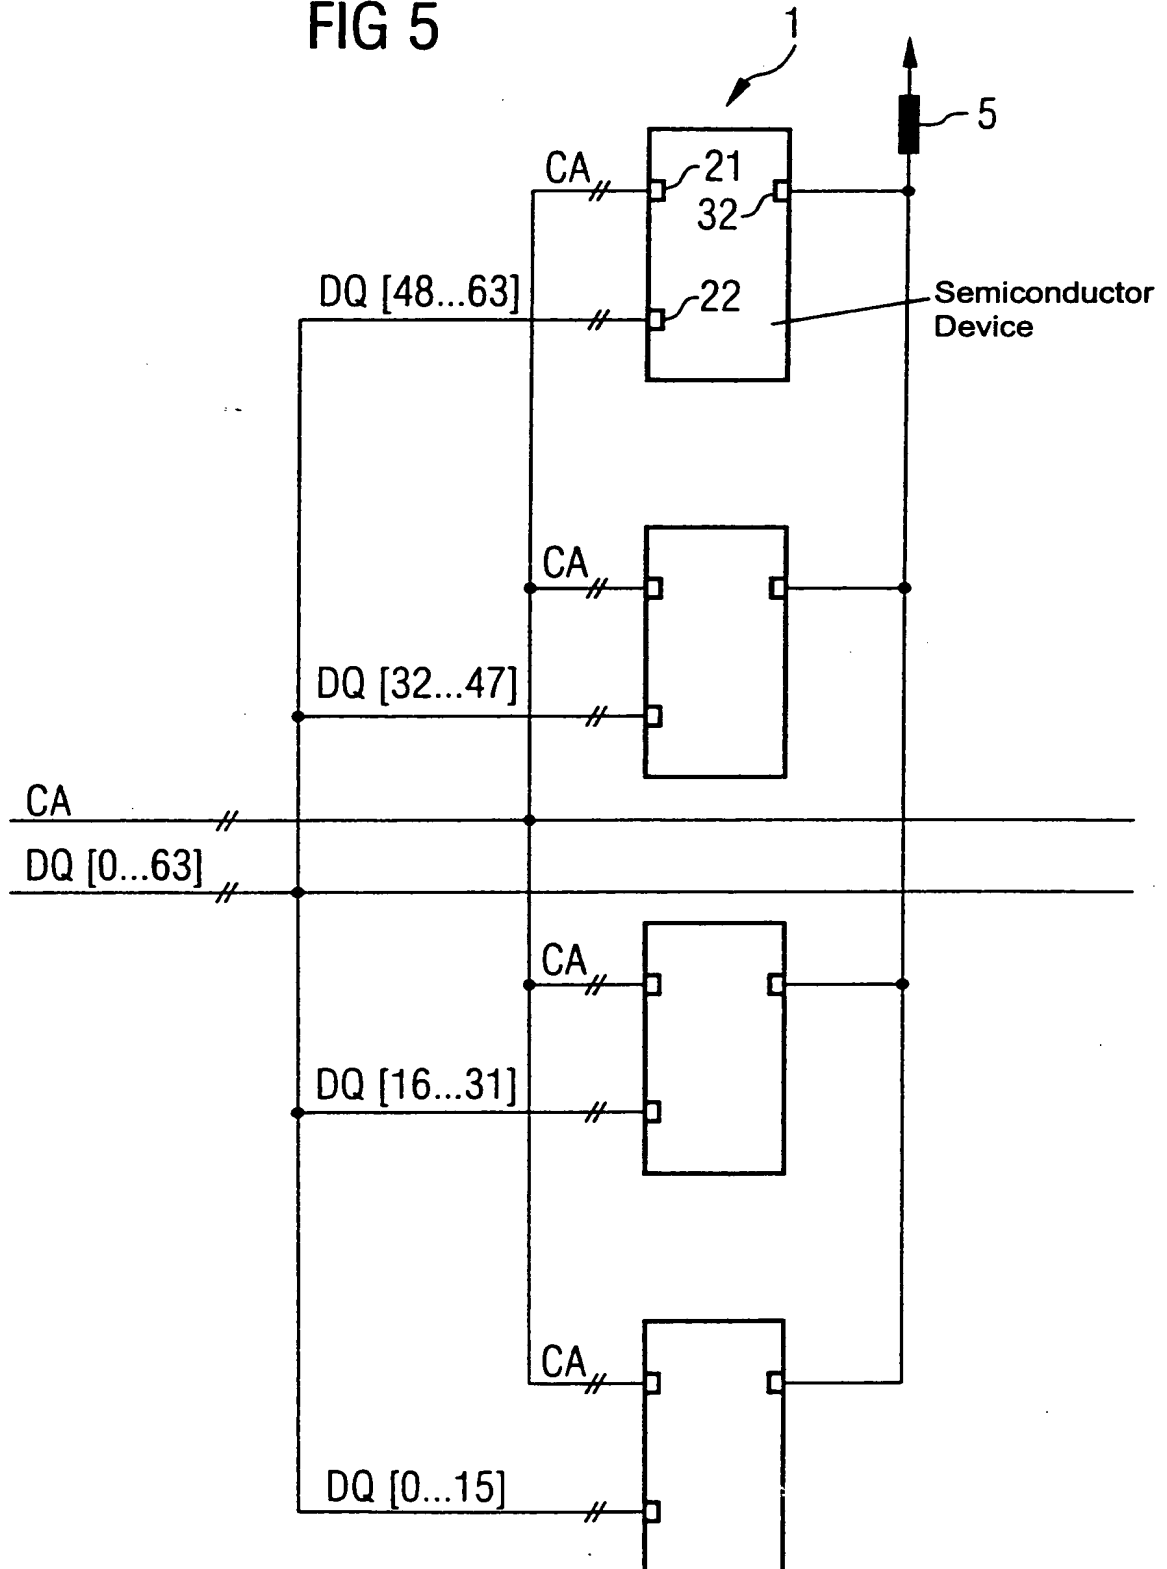 FIG 5
1
5
CA
21
32
DQ [48...63]
22
Semiconductor
Device
CA
DQ [32...47]
CA
DQ [0...63]
CA
DQ [16...31]
CA
DQ [0...15]